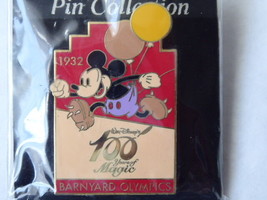 Pin Collection
1932
Walt Disney's
100
Years of
Magic
BARNYARD OLYMPICS